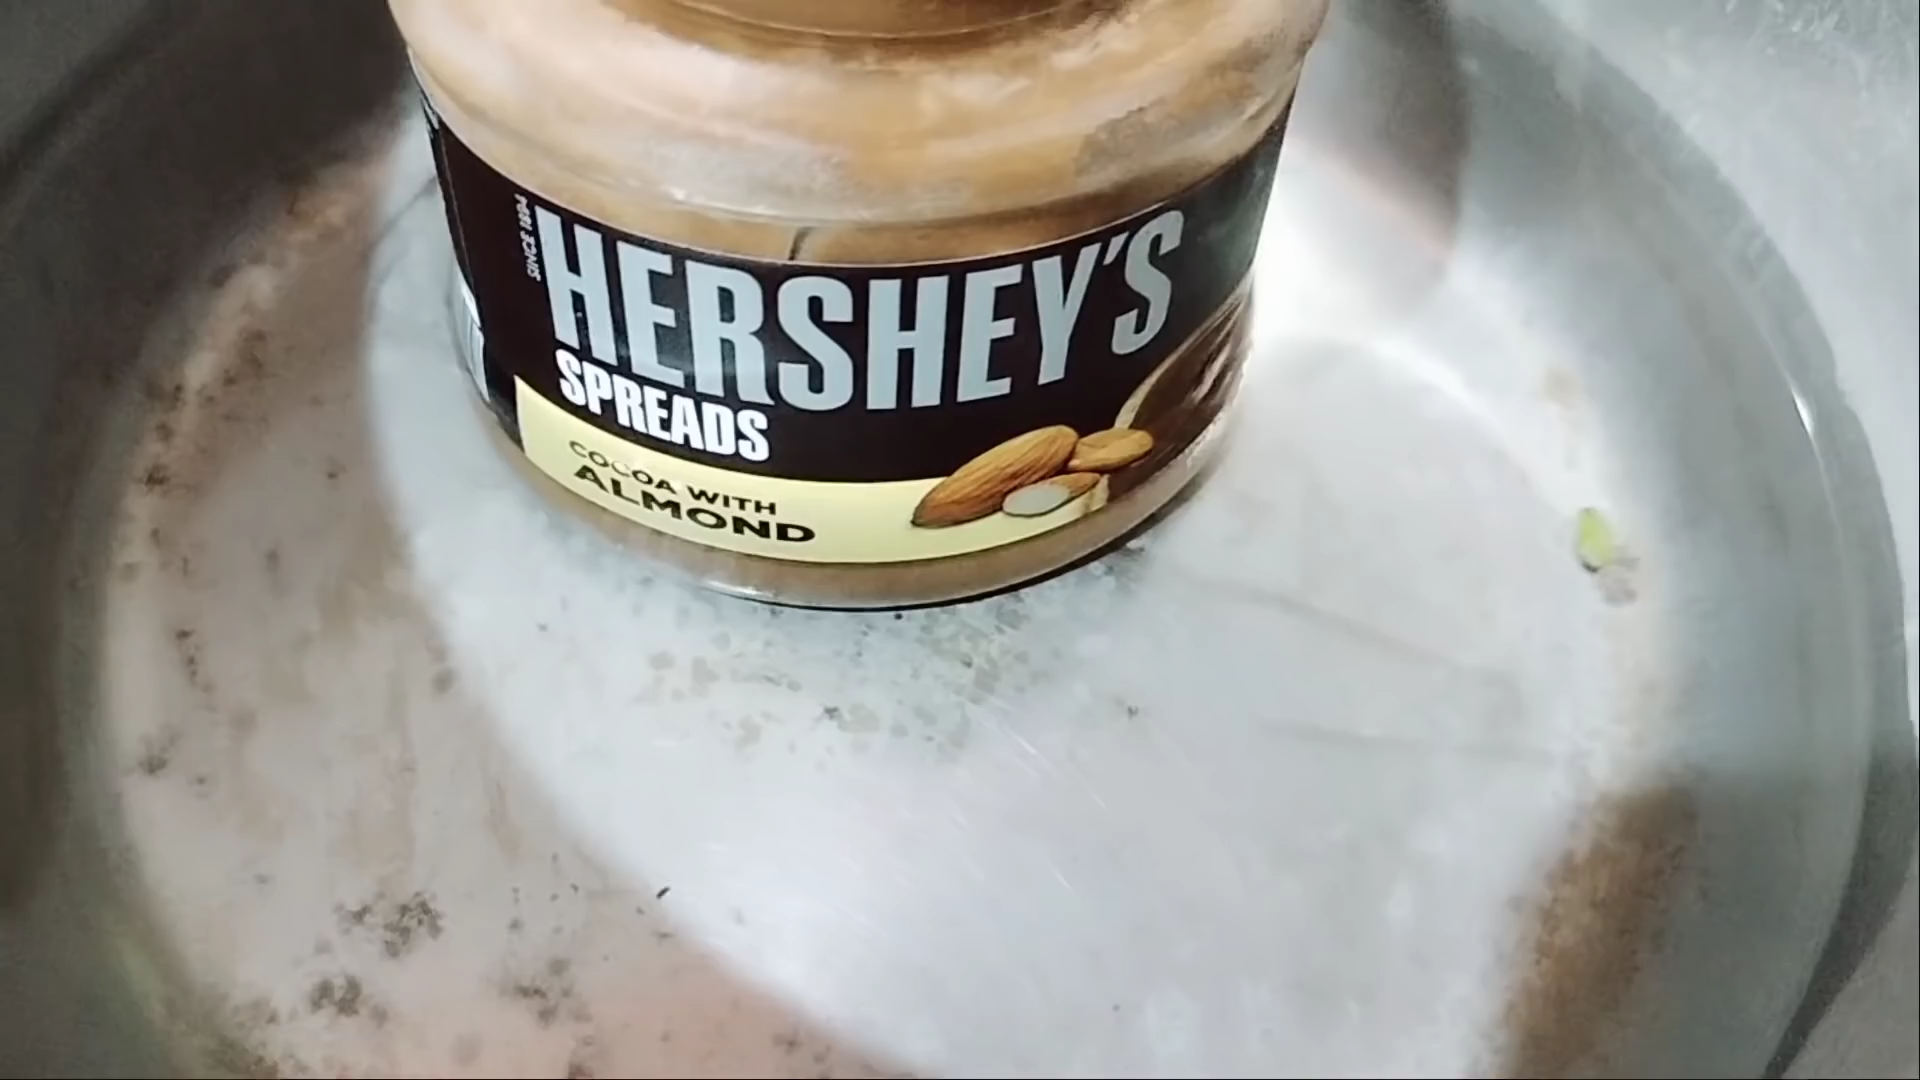 SINCE 1894
HERSHEY'S
SPREADS
COCOA WITH
ALMOND